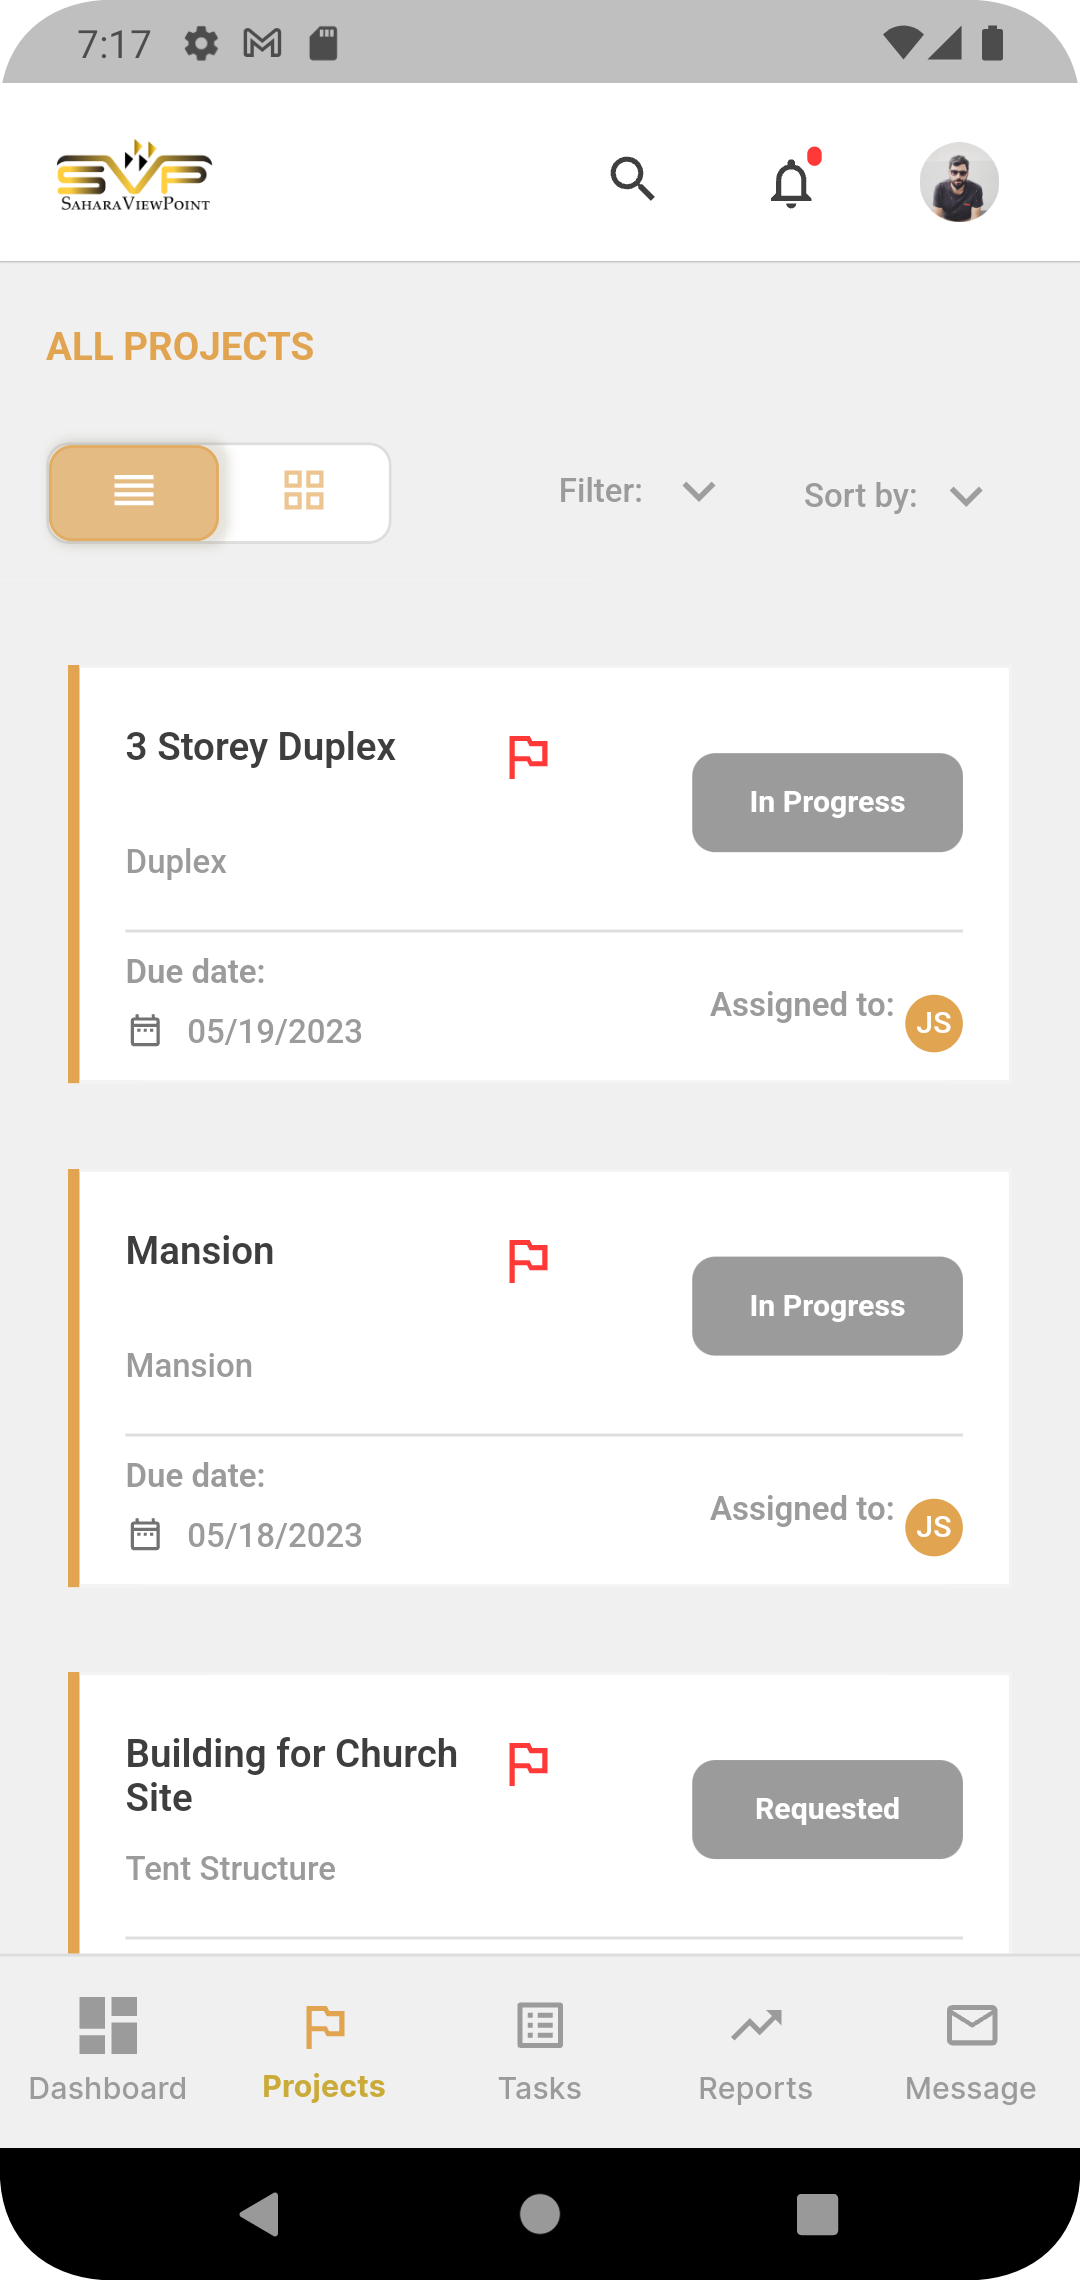 7:17
SVP
SAHARAVIEWPOINT
ALL PROJECTS
Filter:
Sort by:
3 Storey Duplex
In Progress
Duplex
Due date:
Assigned to:
JS
05/19/2023
Mansion
In Progress
Mansion
Due date:
Assigned to:
JS
05/18/2023
Building for Church
Site
Requested
Tent Structure
Dashboard
Projects
Tasks
Reports
Message